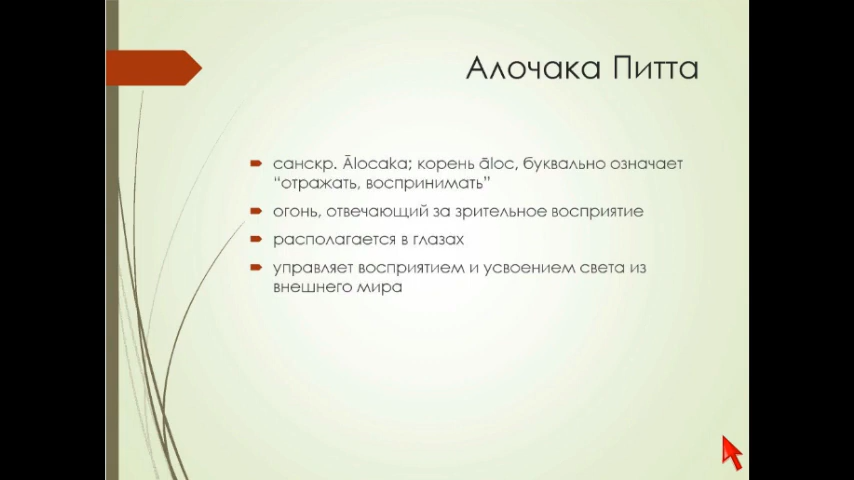 Алочака Питта
санскр. Ālocaka; корень āloc, буквально означает
“отражать, воспринимать”
огонь, отвечающий за зрительное восприятие
располагается в глазах
управляет восприятием и усвоением света из
внешнего мира